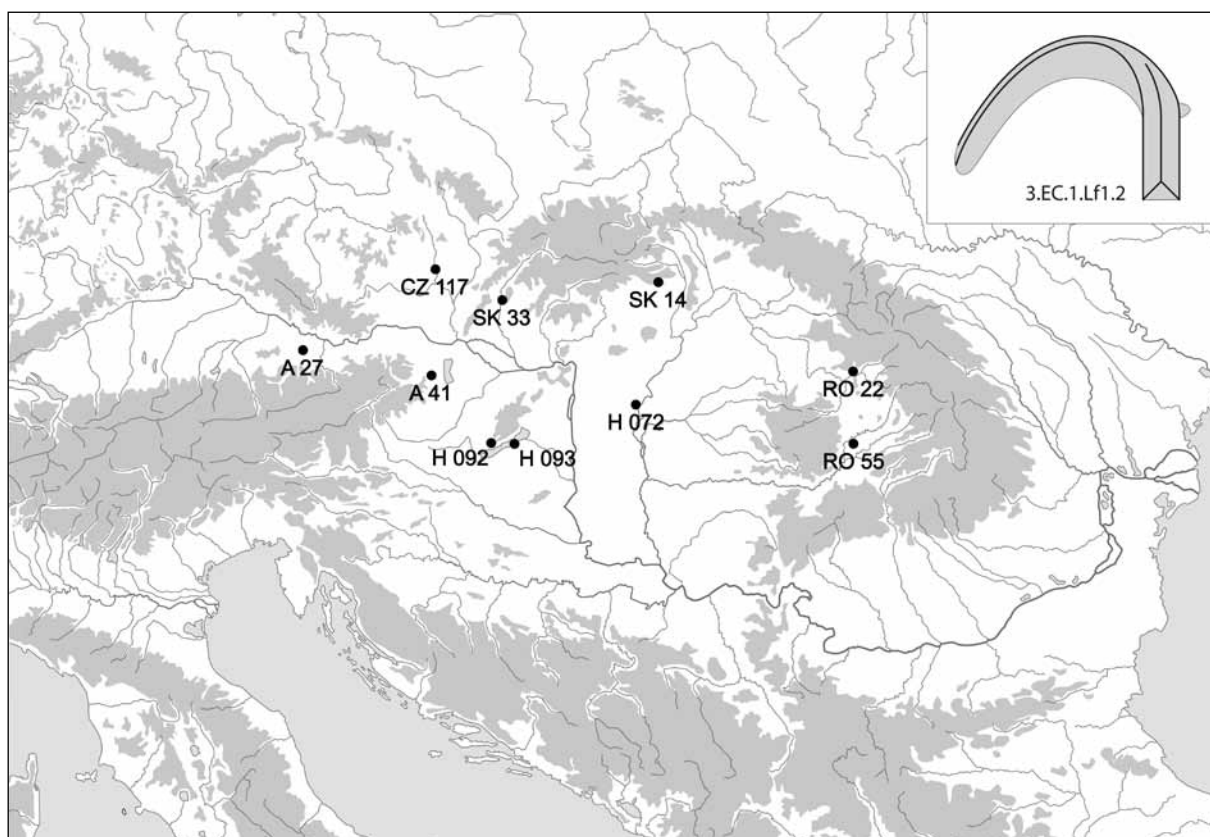 3.EC.1.Lf1.2
CZ 117
SK 14
SK 33
A 27
A 41
RO 22
H 072
H 092
H 093
RO 55